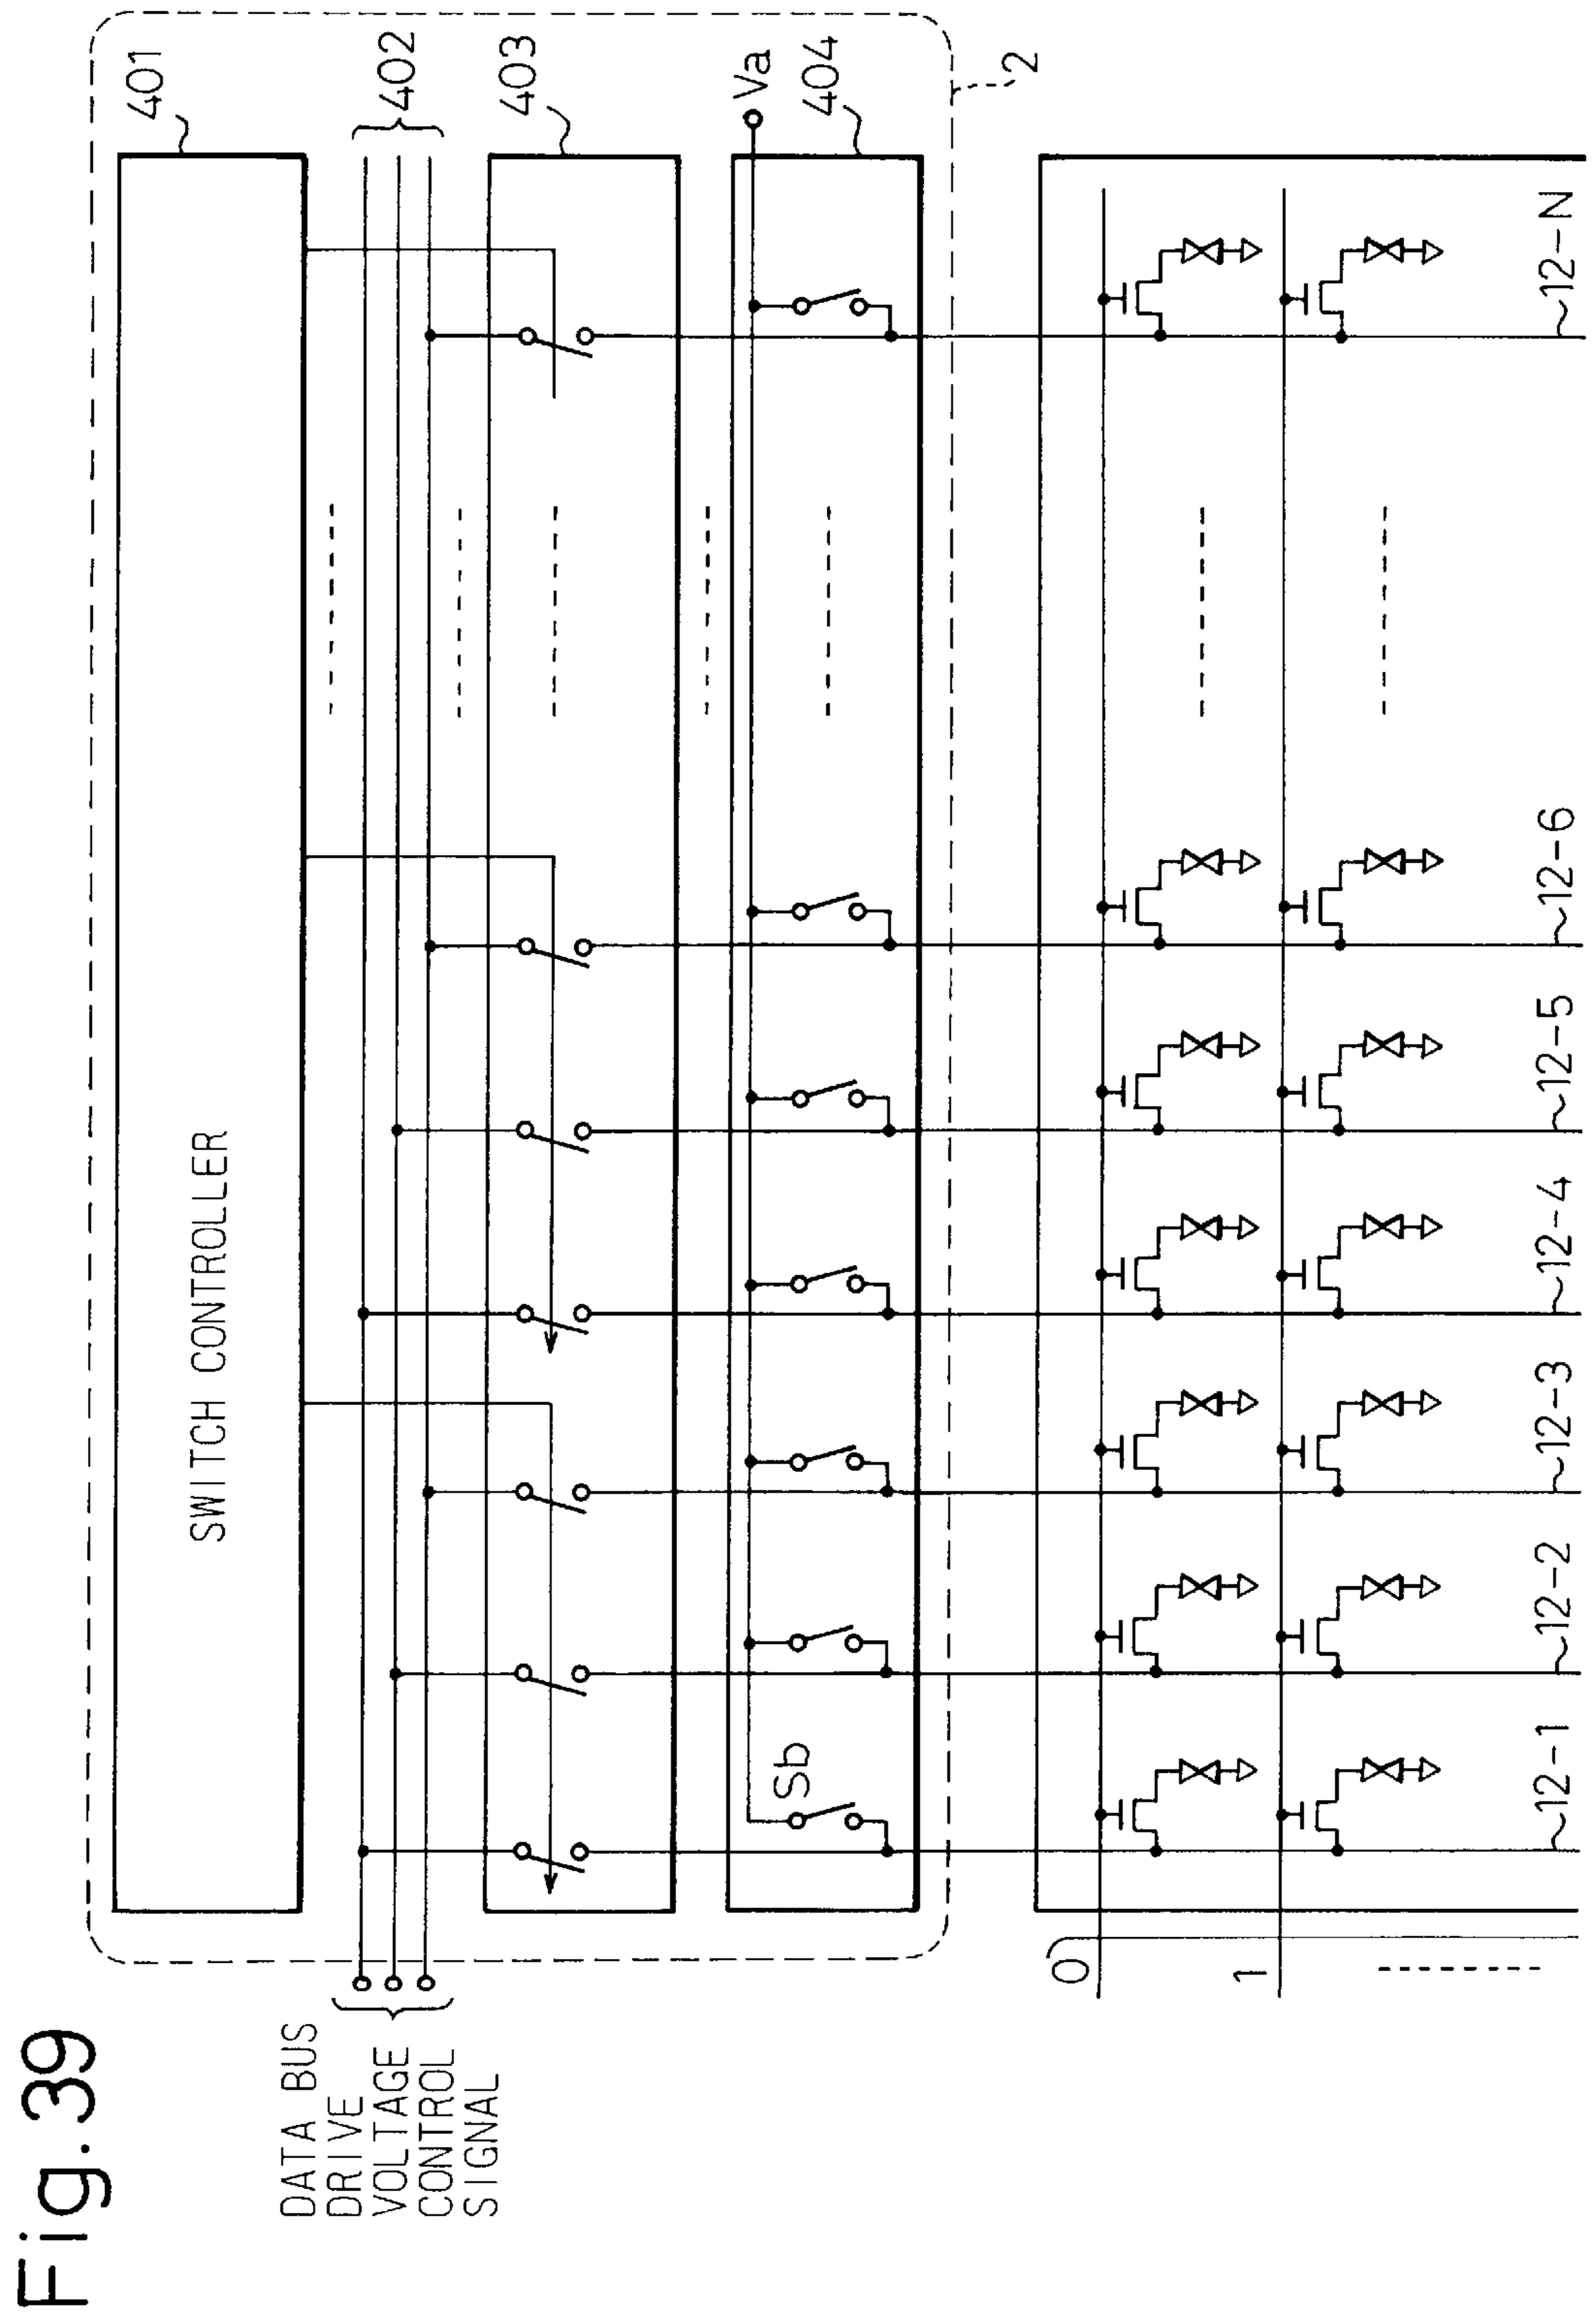 Fig.39
SWITCH CONTROLLER
401
402
403
Va
404
2
DATA BUS
DRIVE
VOLTAGE
CONTROL
SIGNAL
Sb
0
1
12-1
12-2
12-3
12-4
12-5
12-6
12-N